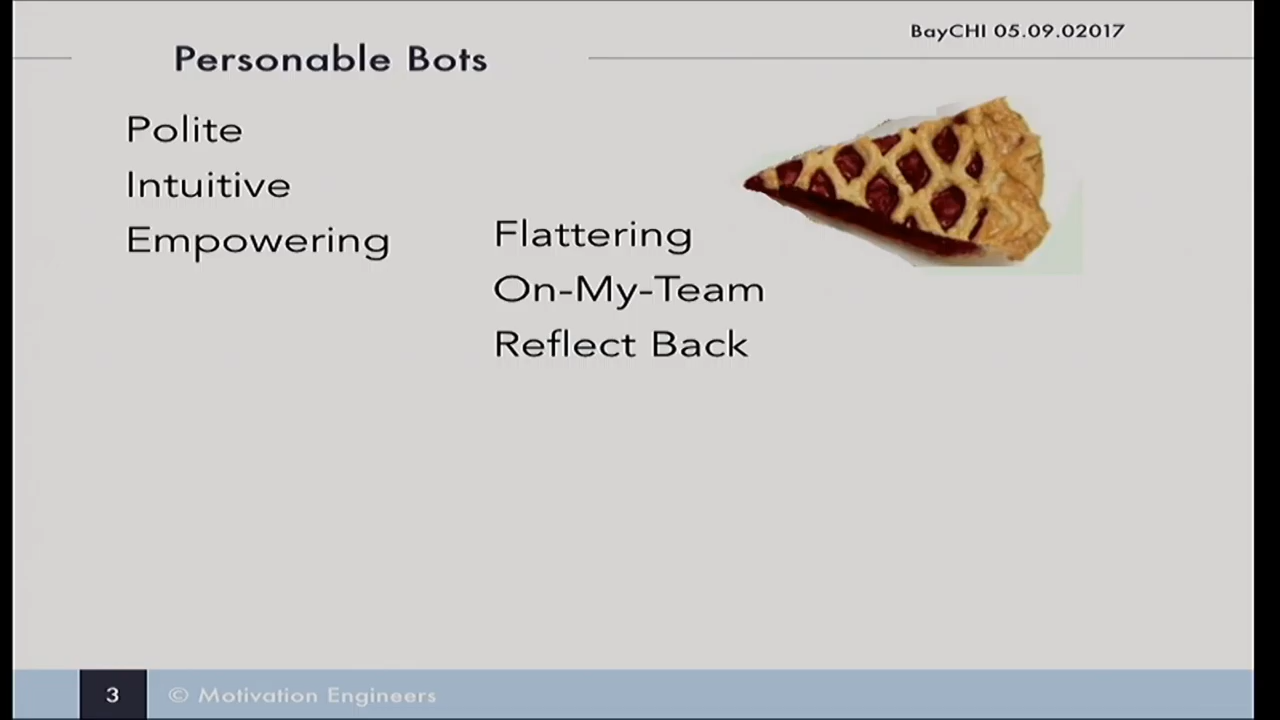 BayCHI 05.09.02017
Personable Bots
Polite
Intuitive
Empowering
Flattering
On-My-Team
Reflect Back
3
© Motivation Engineers